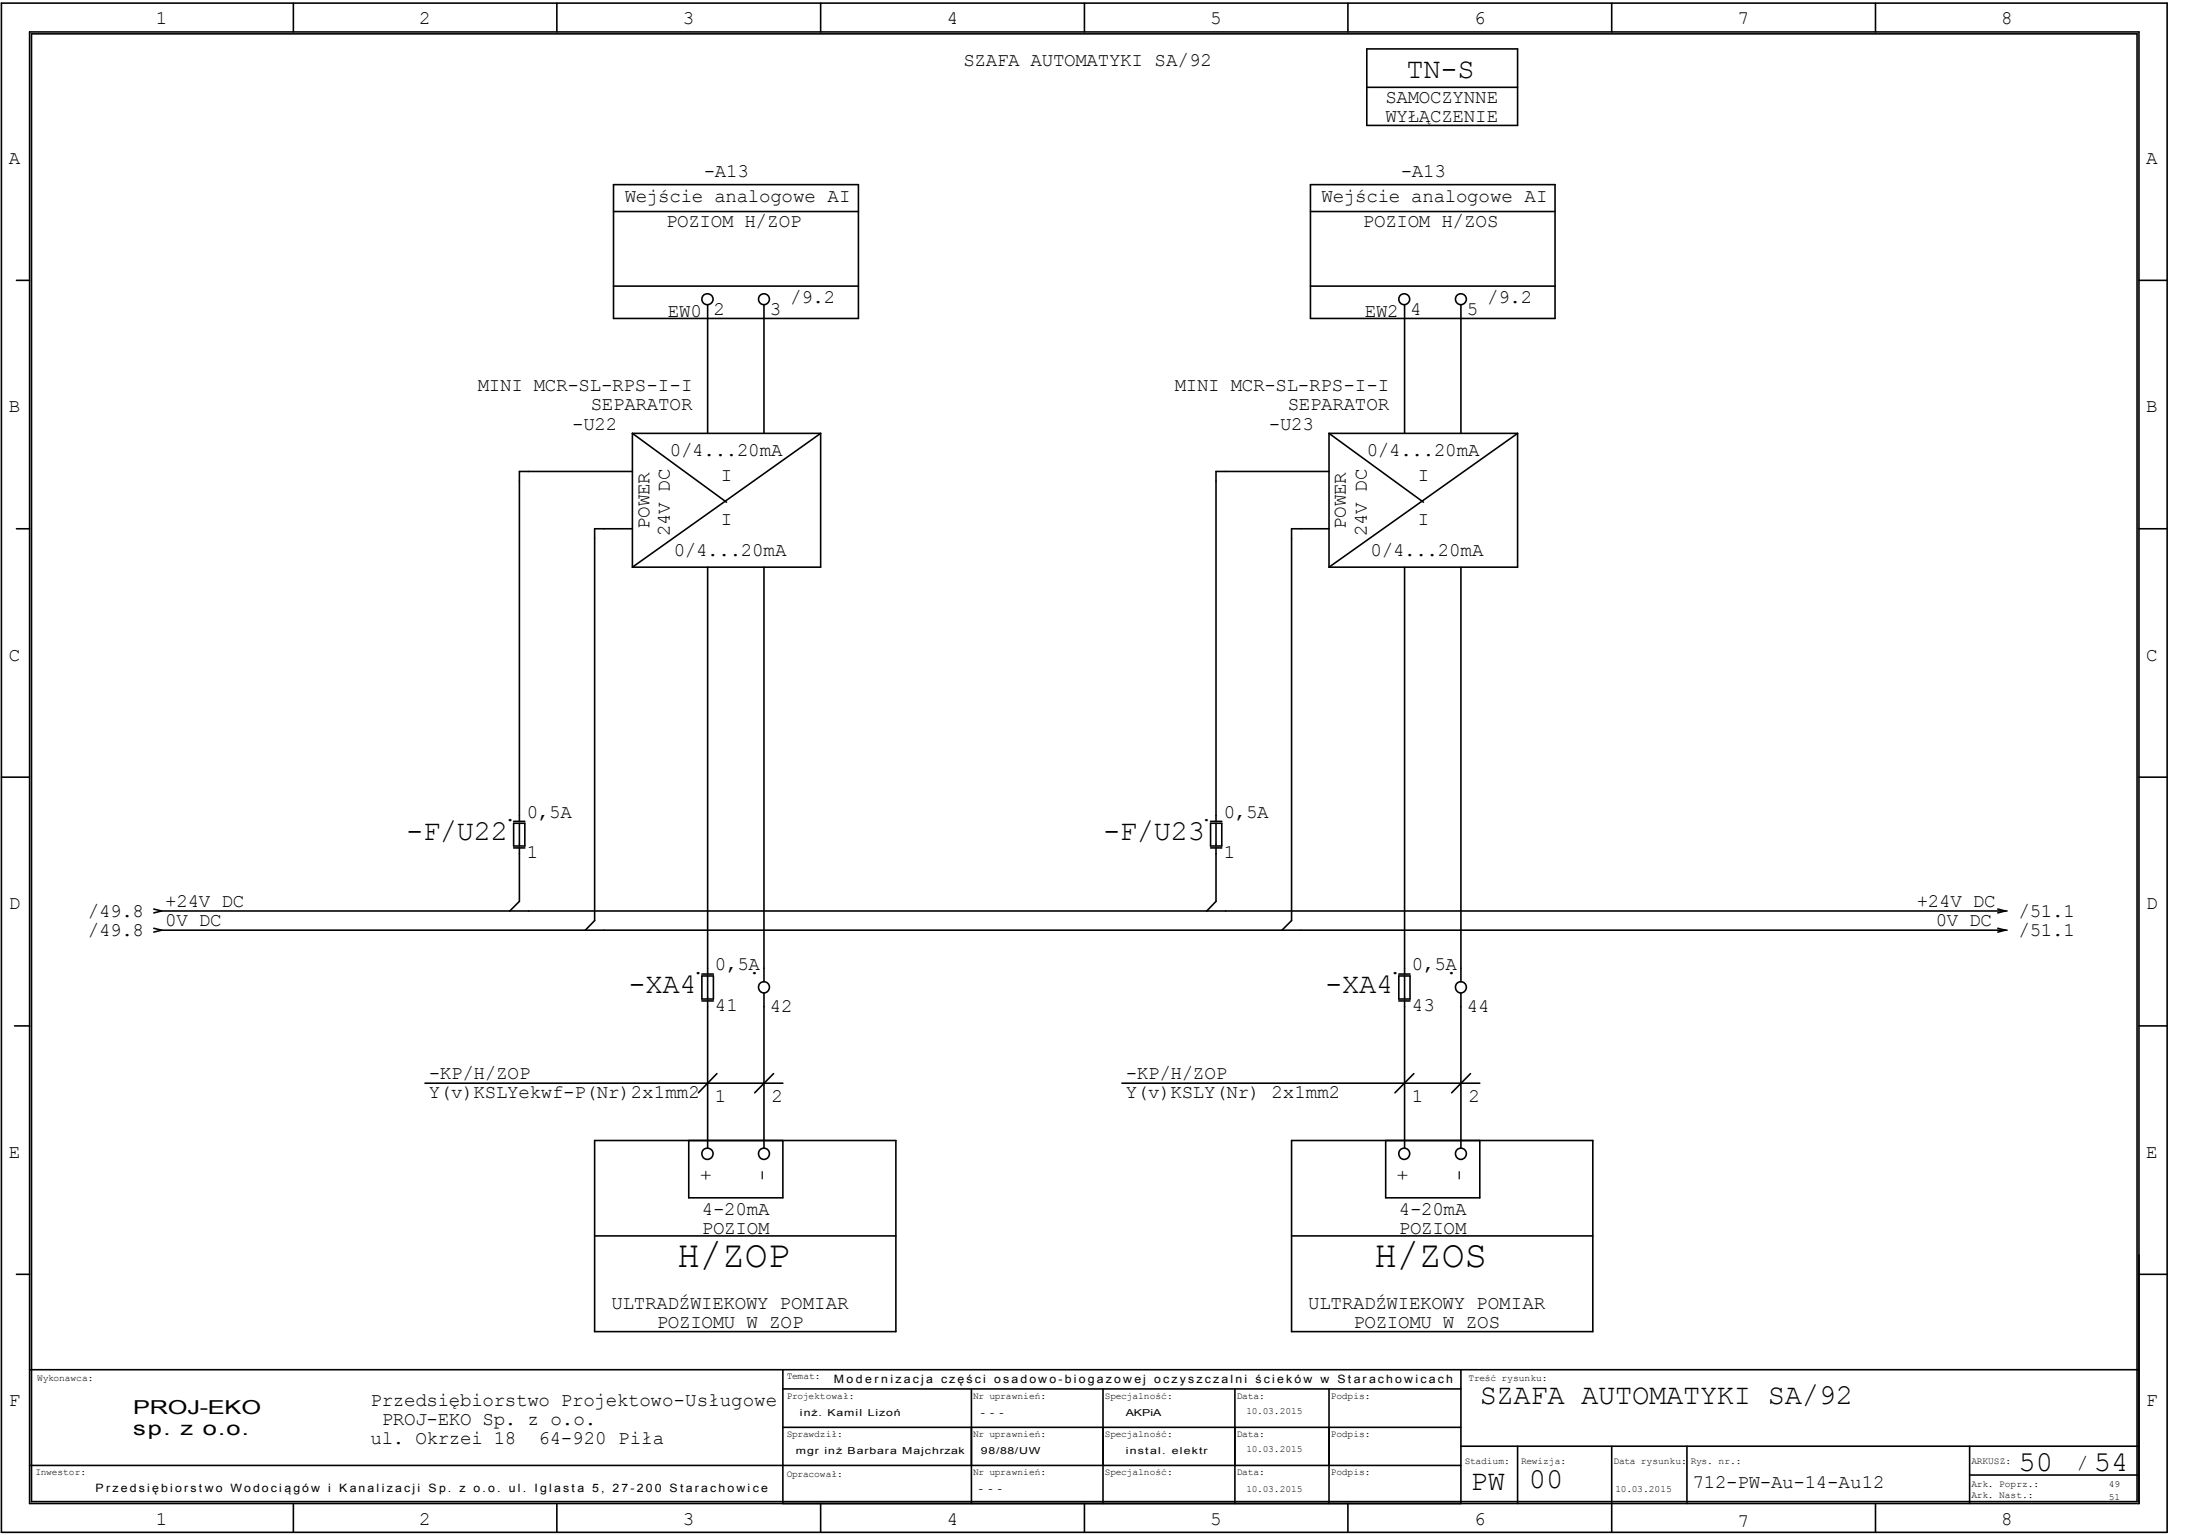 1 2 3 4 5 6 7 8
SZAFA AUTOMATYKI SA/92
TN-S
SAMOCZYNNE
WYŁĄCZENIE
A A
-A13
Wejście analogowe AI
POZIOM H/ZOP
EW0 2 3 /9.2
-A13
Wejście analogowe AI
POZIOM H/ZOS
EW2 4 5 /9.2
MINI MCR-SL-RPS-I-I
SEPARATOR
-U22
MINI MCR-SL-RPS-I-I
SEPARATOR
-U23
B B
0/4...20mA
I
POWER
24V DC
I
0/4...20mA
0/4...20mA
I
POWER
24V DC
I
0/4...20mA
C C
-F/U22 0,5A
1
-F/U23 0,5A
1
D D
/49.8 +24V DC
/49.8 0V DC
+24V DC /51.1
0V DC /51.1
-XA4 0,5A
41 42
-XA4 0,5A
43 44
-KP/H/ZOP
Y(v)KSLYekwf-P(Nr)2x1mm2 1 2
-KP/H/ZOP
Y(v)KSLY(Nr) 2x1mm2 1 2
E E
+ -
4-20mA
POZIOM
H/ZOP
ULTRADŹWIEKOWY POMIAR
POZIOMU W ZOP
+ -
4-20mA
POZIOM
H/ZOS
ULTRADŹWIEKOWY POMIAR
POZIOMU W ZOS
F F
Wykonawca:
PROJ-EKO
sp. z o.o.
Przedsiębiorstwo Projektowo-Usługowe
PROJ-EKO Sp. z o.o.
ul. Okrzei 18 64-920 Piła
Inwestor:
Przedsiębiorstwo Wodociągów i Kanalizacji Sp. z o.o. ul. Iglasta 5, 27-200 Starachowice
Temat: Modernizacja części osadowo-biogazowej oczyszczalni ścieków w Starachowicach
Projektował: Nr uprawnień: Specjalność: Data: Podpis:
inż. Kamil Lizoń --- AKPiA 10.03.2015
Sprawdził: Nr uprawnień: Specjalność: Data: Podpis:
mgr inż Barbara Majchrzak 98/88/UW instal. elektr 10.03.2015
Opracował: Nr uprawnień: Specjalność: Data: Podpis:
--- 10.03.2015
Treść rysunku:
SZAFA AUTOMATYKI SA/92
Stadium: Rewizja: Data rysunku: Rys. nr.:
PW 00 10.03.2015 712-PW-Au-14-Au12
ARKUSZ: 50 / 54
Ark. Poprz.: 49
Ark. Nast.: 51
1 2 3 4 5 6 7 8